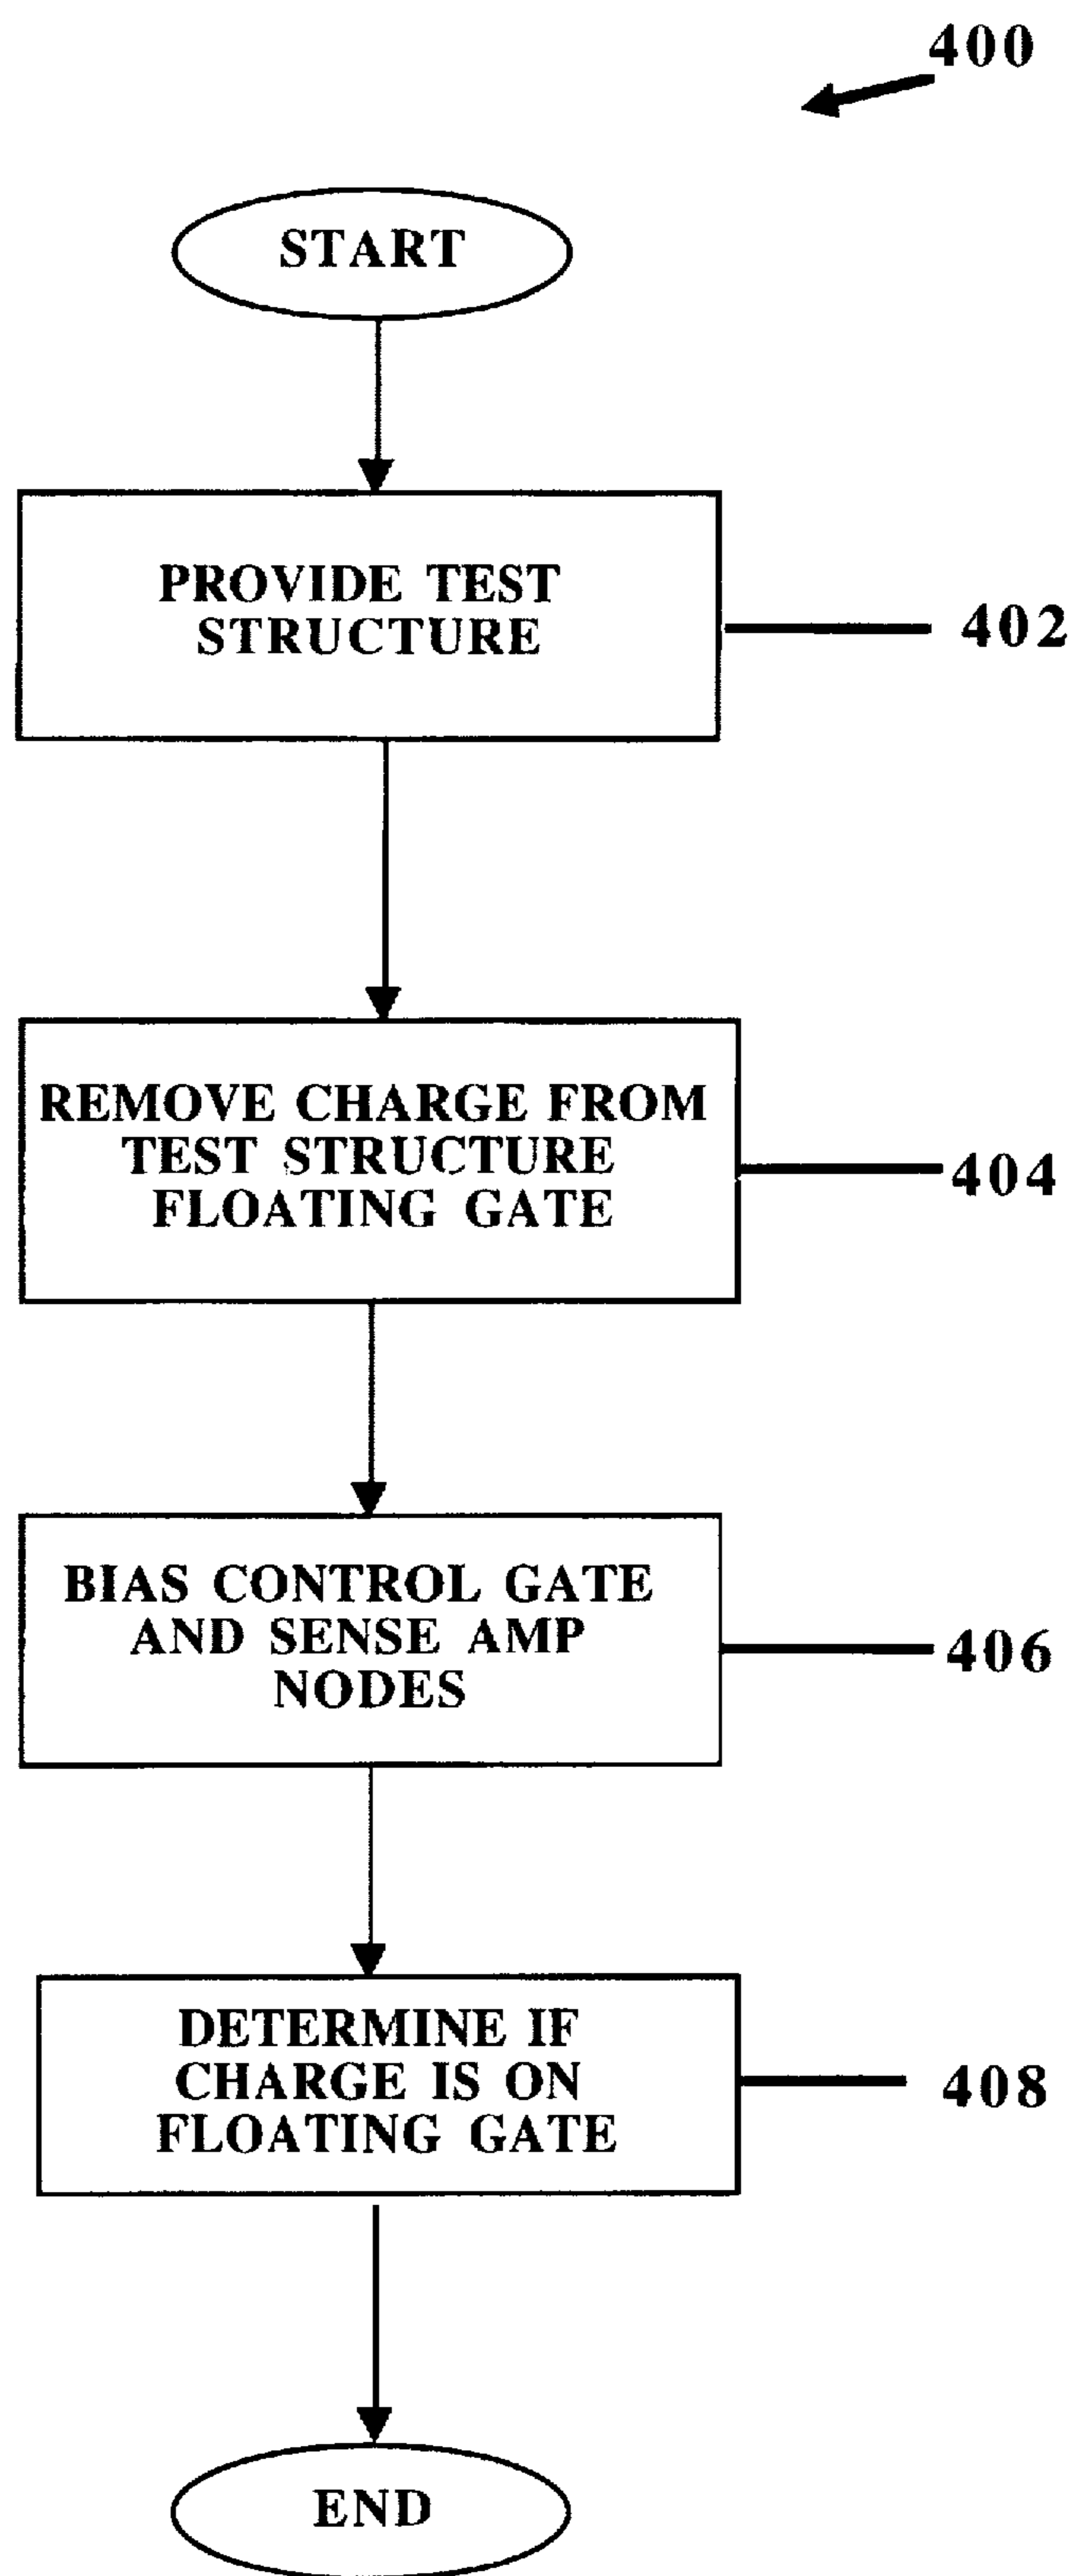 400
START
PROVIDE TEST
STRUCTURE
402
REMOVE CHARGE FROM
TEST STRUCTURE
FLOATING GATE
404
BIAS CONTROL GATE
AND SENSE AMP
NODES
406
DETERMINE IF
CHARGE IS ON
FLOATING GATE
408
END